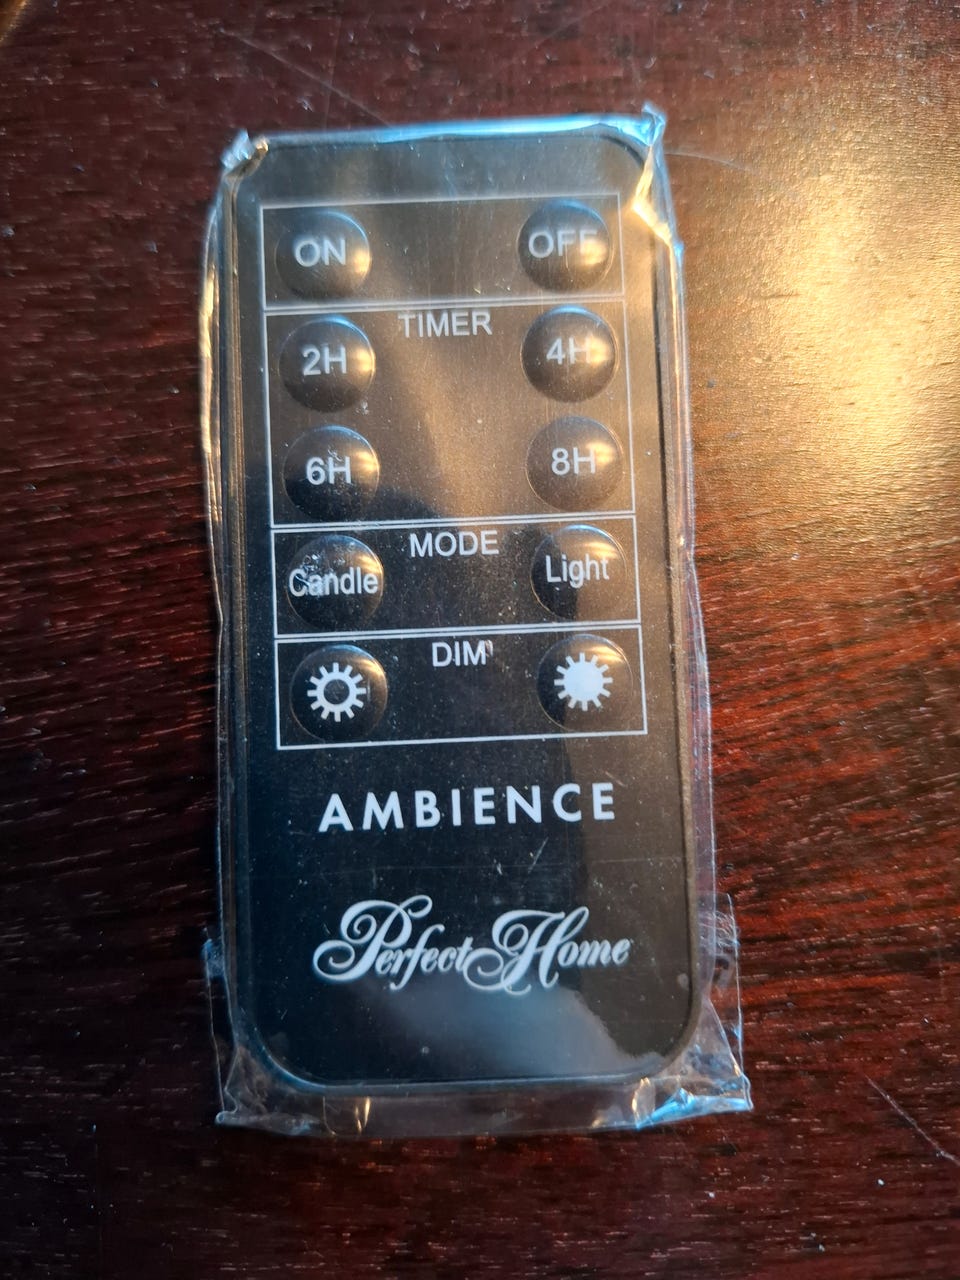 ON OFF
TIMER
2H 4H
6H 8H
MODE
Candle Light
DIM
AMBIENCE
Perfect Home